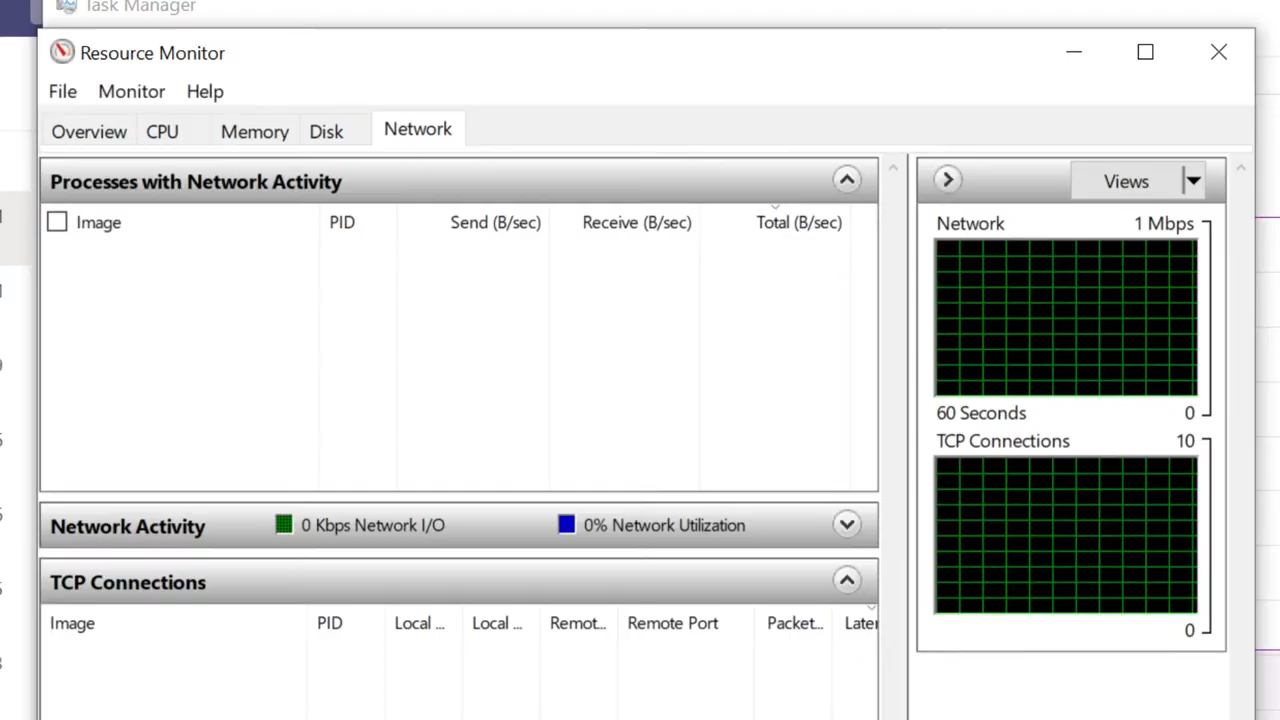 Task Manager
Resource Monitor
File Monitor Help
Overview CPU Memory Disk Network
Processes with Network Activity
Image PID Send (B/sec) Receive (B/sec) Total (B/sec)
Network Activity 0 Kbps Network I/O 0% Network Utilization
TCP Connections
Image PID Local ... Local ... Remot... Remote Port Packet... Later
Views
Network 1 Mbps
60 Seconds 0
TCP Connections 10
0